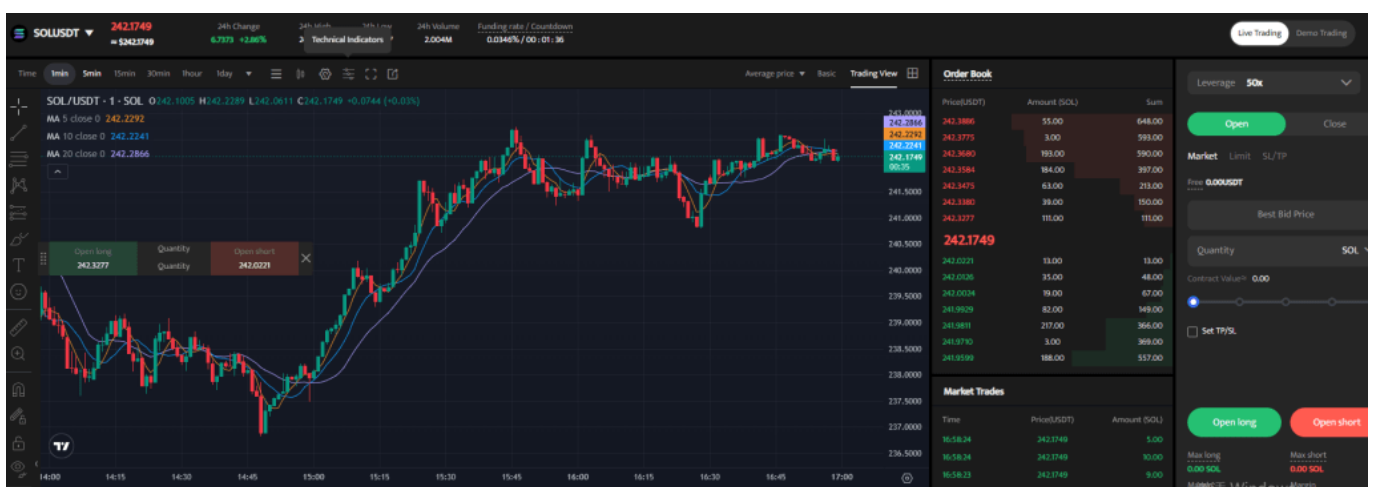 SOLUSDT
242.1749
≈ $242.1749
24h Change
6.7373 +2.86%
24h Volume
2.004M
Funding rate / Countdown
0.0346% / 00 : 01 : 36
Technical Indicators
Live Trading
Demo Trading
Time 1min 5min 15min 30min 1hour 1day
Average price Basic Trading View
SOL/USDT · 1 · SOL O242.1005 H242.2289 L242.0611 C242.1749 +0.0744 (+0.03%)
MA 5 close 0 242.2292
MA 10 close 0 242.2241
MA 20 close 0 242.2866
Open long
242.3277
Quantity
Quantity
Open short
242.0221
243.0000
242.2866
242.2292
242.2241
242.1749
00:35
241.5000
241.0000
240.5000
240.0000
239.5000
239.0000
238.5000
238.0000
237.5000
237.0000
236.5000
14:00 14:15 14:30 14:45 15:00 15:15 15:30 15:45 16:00 16:15 16:30 16:45 17:00
Order Book
Price(USDT) Amount (SOL) Sum
242.3886 55.00 648.00
242.3775 3.00 593.00
242.3680 193.00 590.00
242.3584 184.00 397.00
242.3475 63.00 213.00
242.3380 39.00 150.00
242.3277 111.00 111.00
242.1749
242.0221 13.00 13.00
242.0126 35.00 48.00
242.0034 19.00 67.00
241.9929 82.00 149.00
241.9811 217.00 366.00
241.9710 3.00 369.00
241.9599 188.00 557.00
Market Trades
Time Price(USDT) Amount (SOL)
16:58:24 242.1749 5.00
16:58:24 242.1749 10.00
16:58:23 242.1749 9.00
Leverage 50x
Open Close
Market Limit SL/TP
Free 0.00USDT
Best Bid Price
Quantity SOL
Contract Value≈ 0.00
Set TP/SL
Open long Open short
Max long Max short
0.00 SOL 0.00 SOL